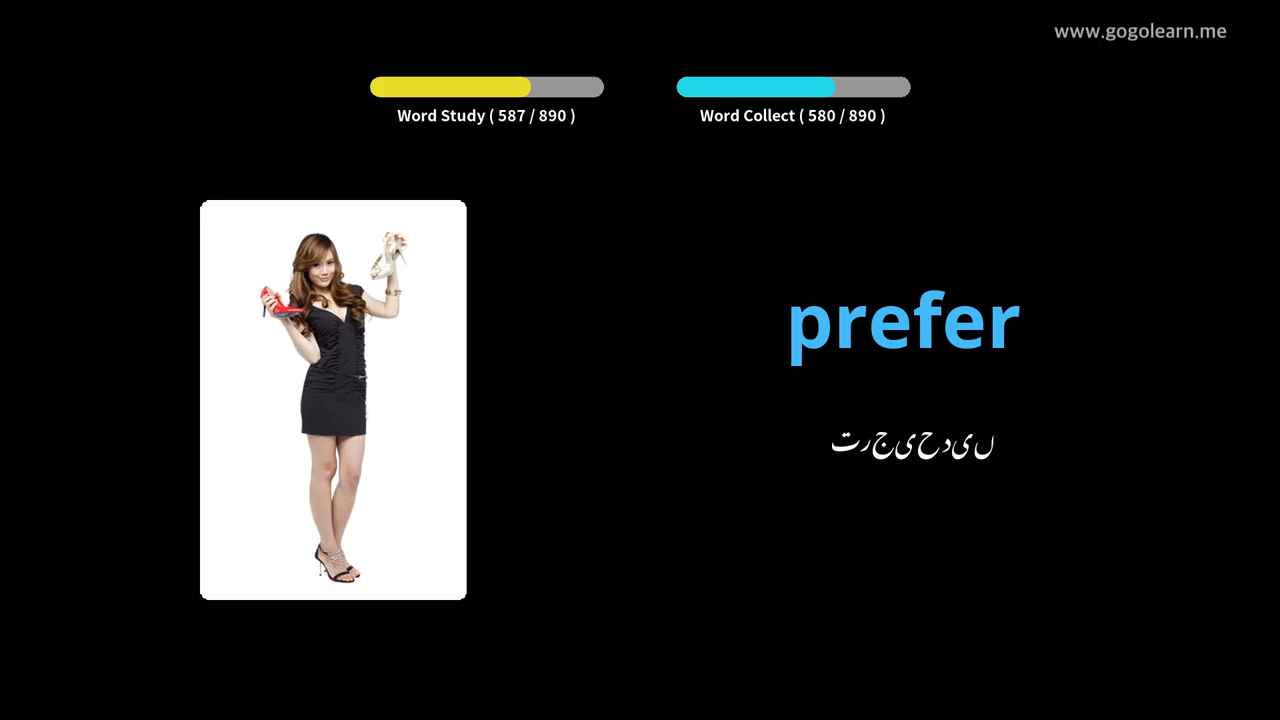 www.gogolearn.me
Word Study ( 587 / 890 )
Word Collect ( 580 / 890 )
prefer
ترجیح دیں